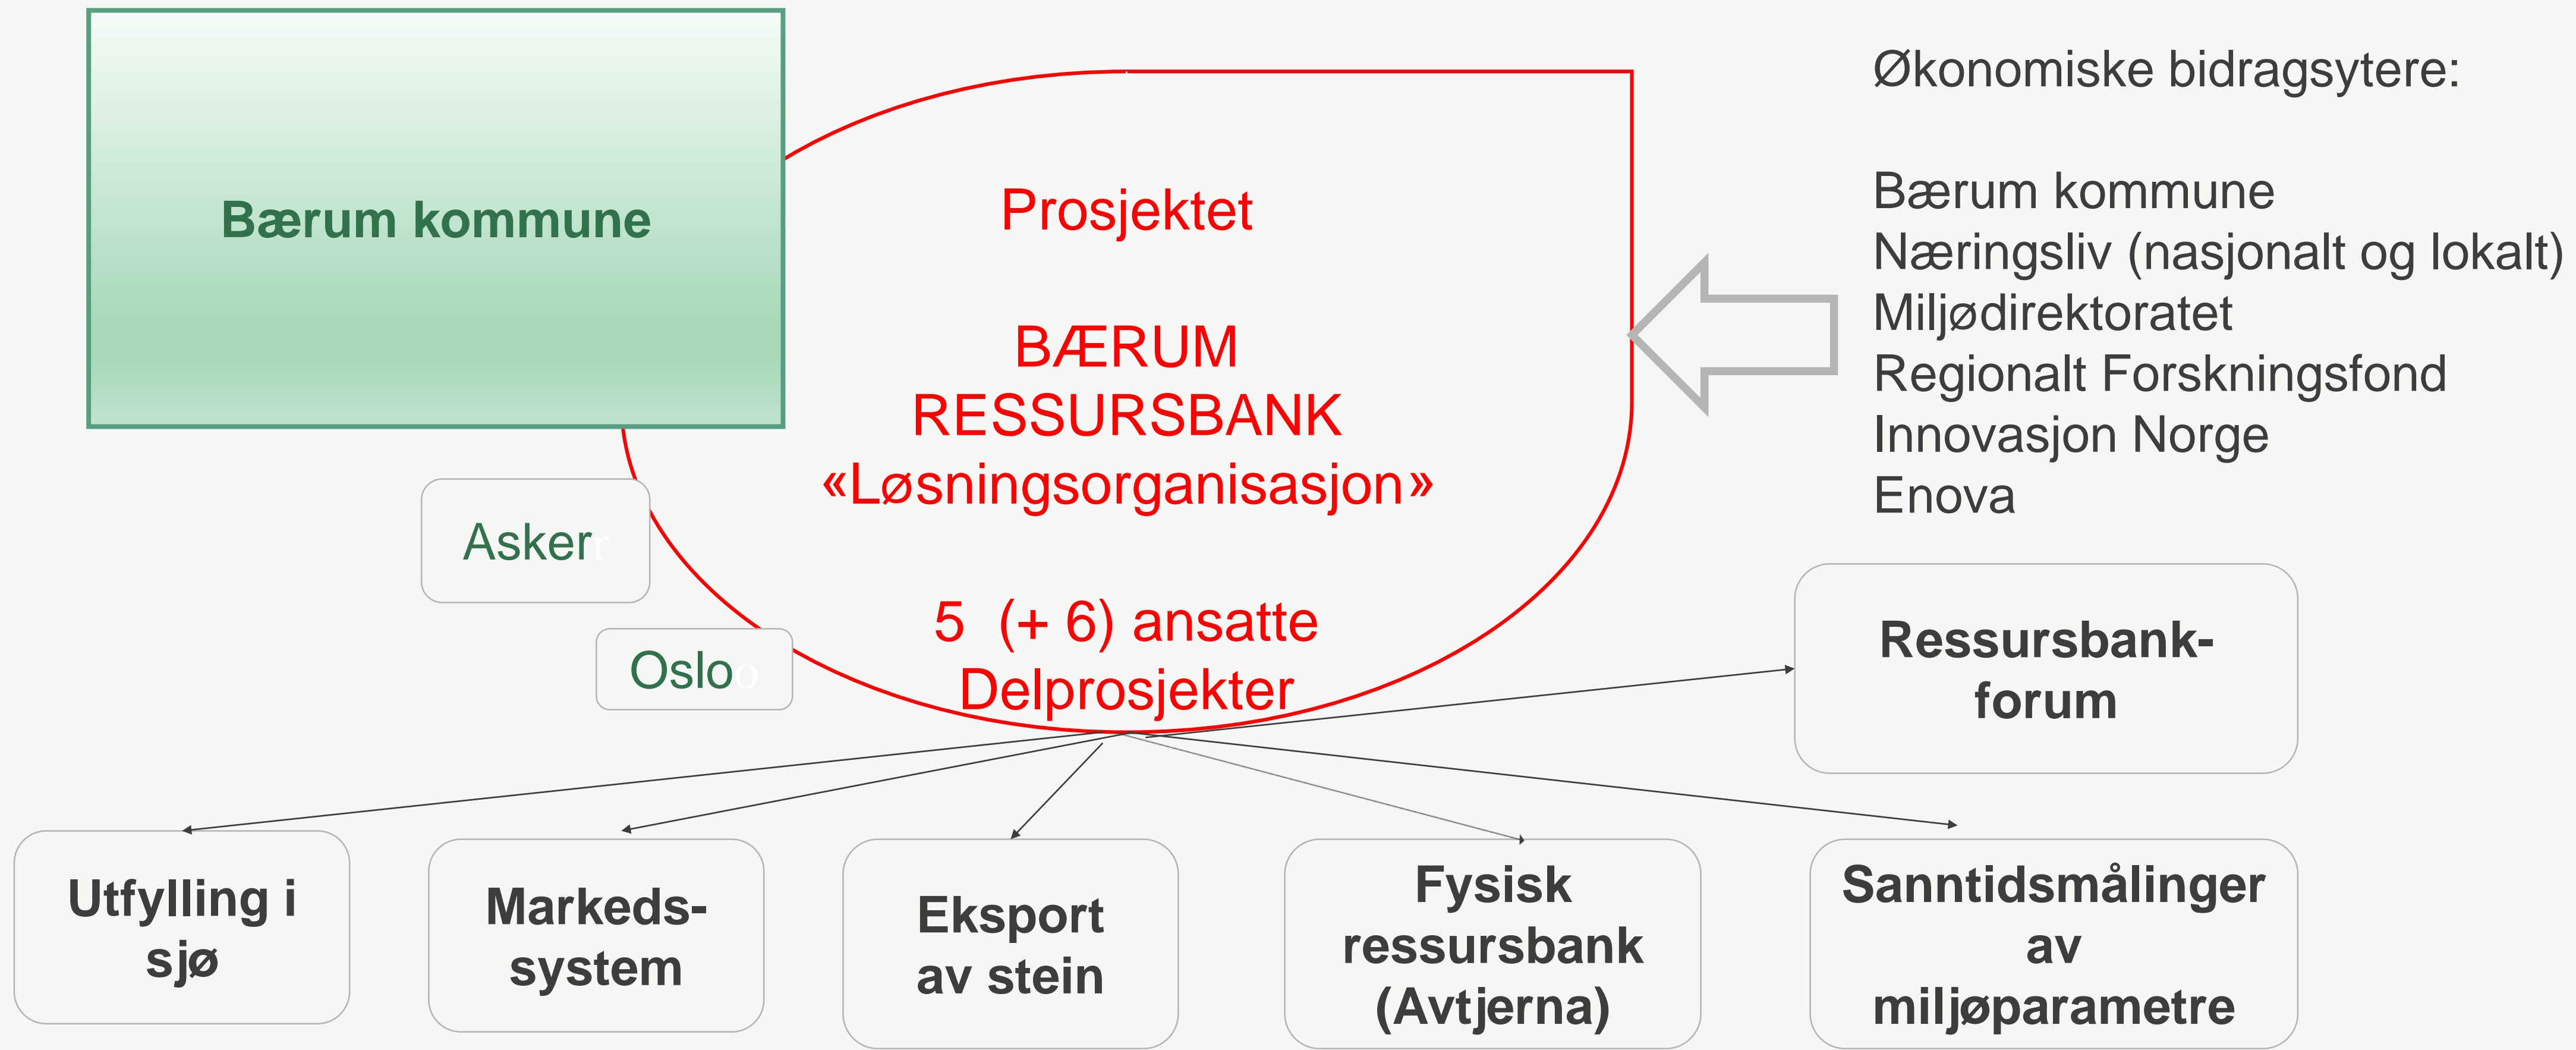 Bærum kommune
Prosjektet
BÆRUM
RESSURSBANK
«Løsningsorganisasjon»
5 (+ 6) ansatte
Delprosjekter
Økonomiske bidragsytere:
Bærum kommune
Næringsliv (nasjonalt og lokalt)
Miljødirektoratet
Regionalt Forskningsfond
Innovasjon Norge
Enova
Askerr
Osloo
Ressursbank-
forum
Utfylling i
sjø
Markeds-
system
Eksport
av stein
Fysisk
ressursbank
(Avtjerna)
Sanntidsmålinger
av
miljøparametre